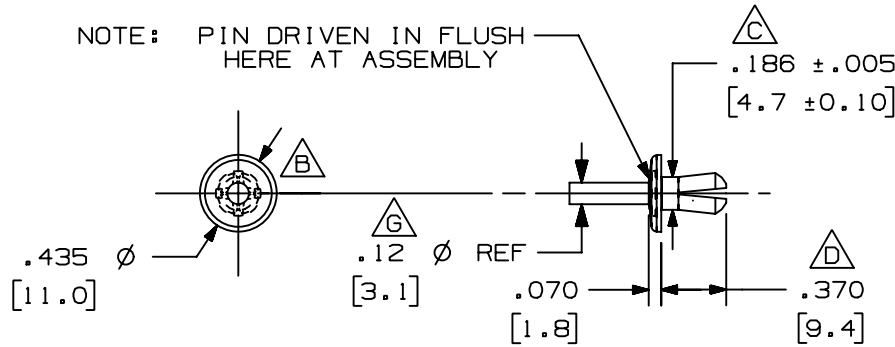 NOTE: PIN DRIVEN IN FLUSH
HERE AT ASSEMBLY
C
.186 ±.005
[4.7 ±0.10]
B
G
D
.435 Ø
[11.0]
.12 Ø REF
[3.1]
.070
[1.8]
.370
[9.4]